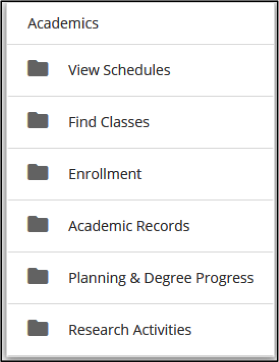 Academics
View Schedules
Find Classes
Enrollment
Academic Records
Planning & Degree Progress
Research Activities